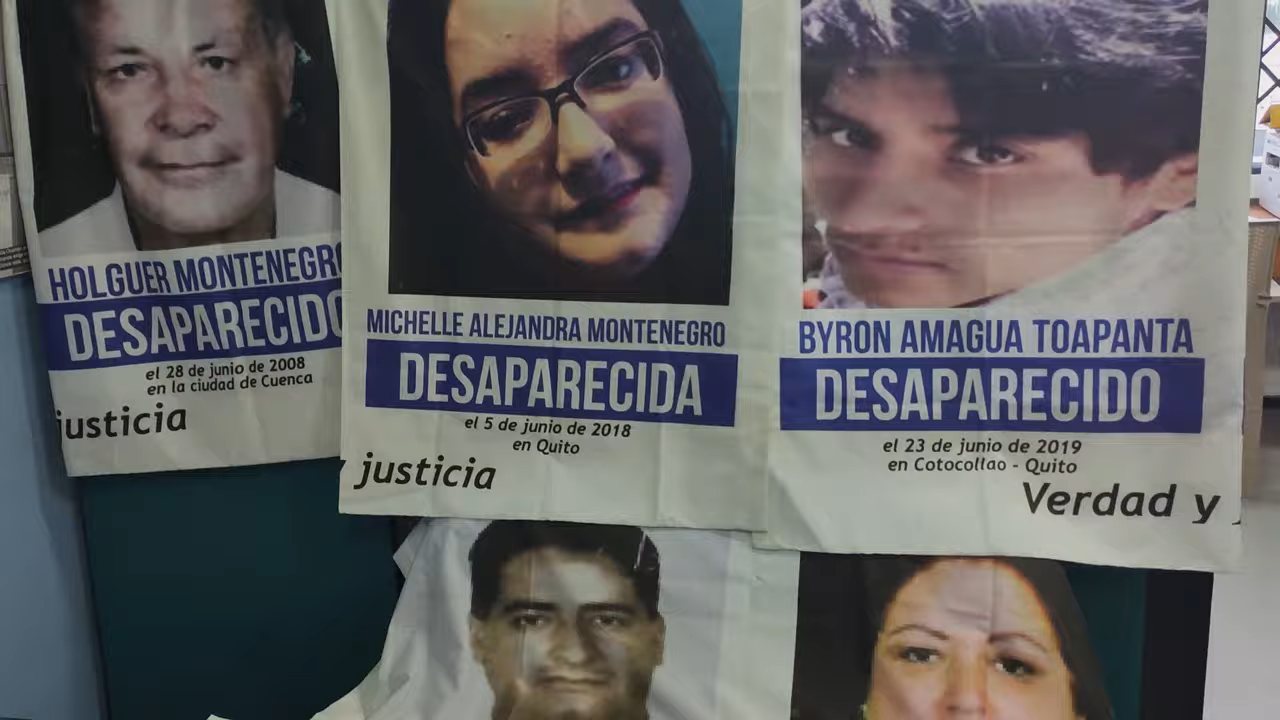 HOLGUER MONTENEGRO
DESAPARECIDO
el 28 de junio de 2008
en la ciudad de Cuenca
justicia
MICHELLE ALEJANDRA MONTENEGRO
DESAPARECIDA
el 5 de junio de 2018
en Quito
justicia
BYRON AMAGUA TOAPANTA
DESAPARECIDO
el 23 de junio de 2019
en Cotocollao - Quito
Verdad y